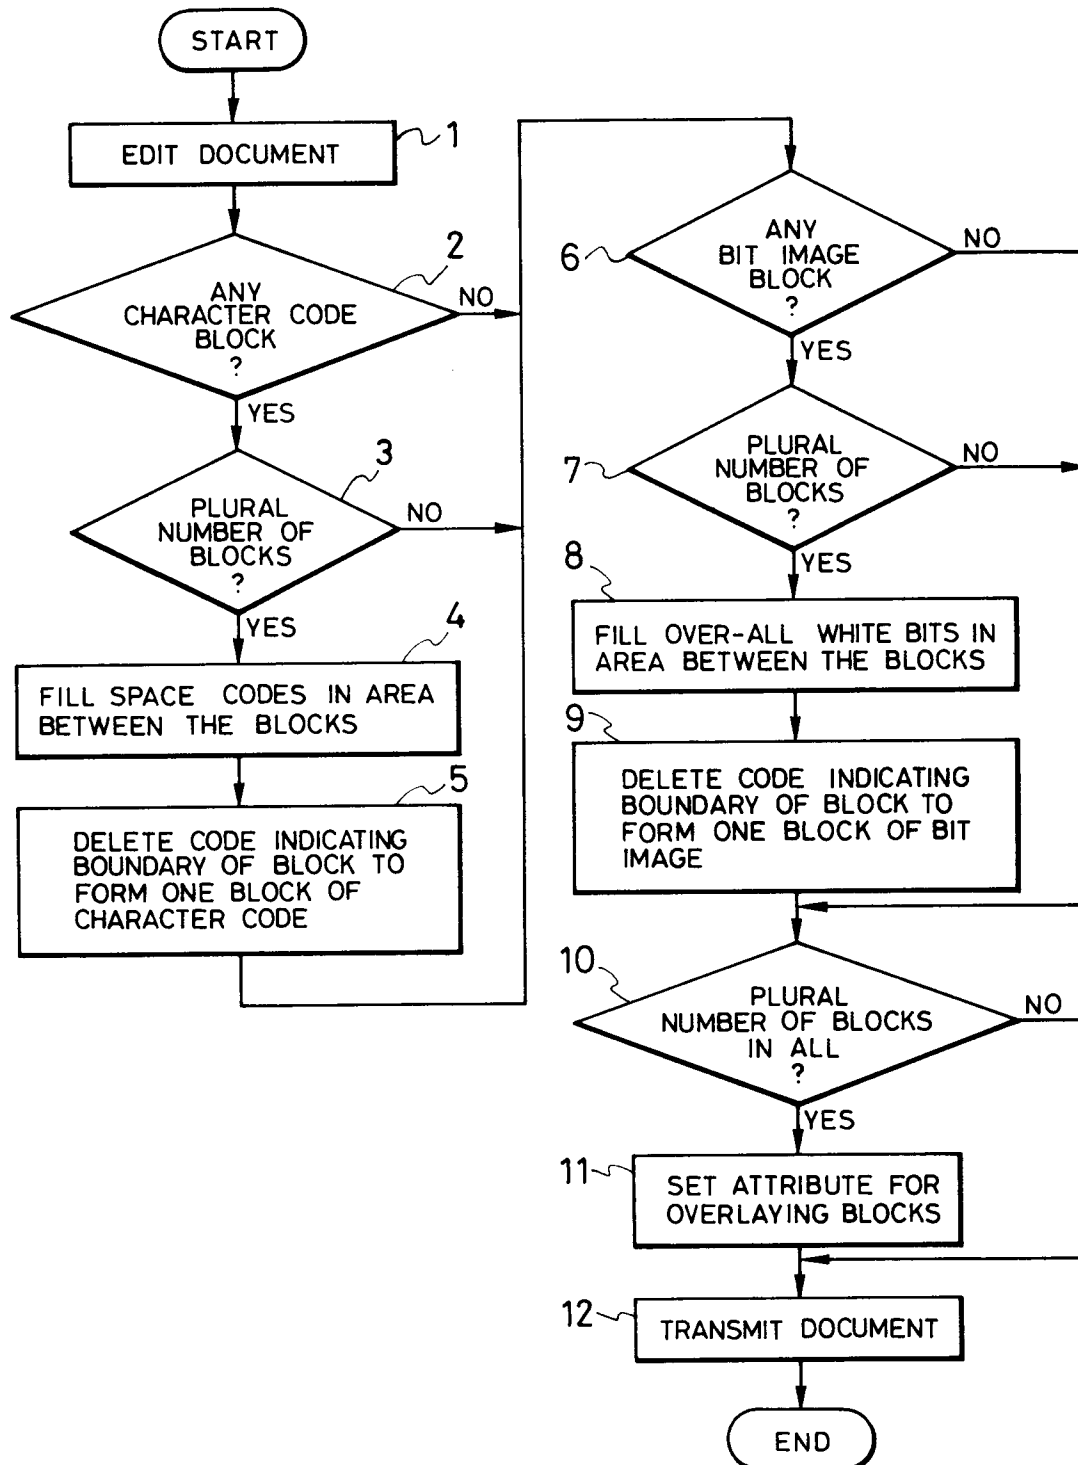 START
EDIT DOCUMENT
1
2
ANY
CHARACTER CODE
BLOCK
?
NO
YES
3
PLURAL
NUMBER OF
BLOCKS
?
NO
YES
4
FILL SPACE CODES IN AREA
BETWEEN THE BLOCKS
5
DELETE CODE INDICATING
BOUNDARY OF BLOCK TO
FORM ONE BLOCK OF
CHARACTER CODE
6
ANY
BIT IMAGE
BLOCK
?
NO
YES
7
PLURAL
NUMBER OF
BLOCKS
?
NO
YES
8
FILL OVER-ALL WHITE BITS IN
AREA BETWEEN THE BLOCKS
9
DELETE CODE INDICATING
BOUNDARY OF BLOCK TO
FORM ONE BLOCK OF BIT
IMAGE
10
PLURAL
NUMBER OF BLOCKS
IN ALL
?
NO
YES
11
SET ATTRIBUTE FOR
OVERLAYING BLOCKS
12
TRANSMIT DOCUMENT
END